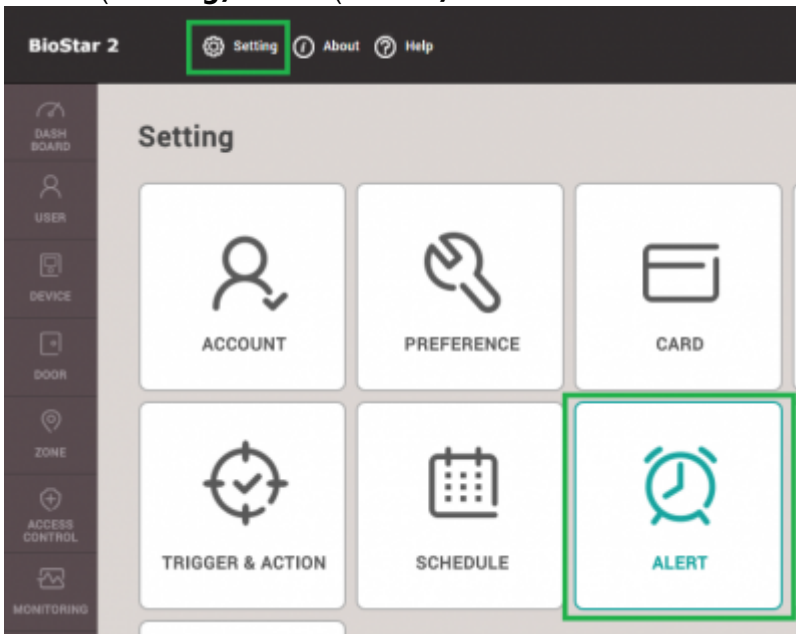 BioStar 2 Setting About Help
DASH
BOARD
USER
DEVICE
DOOR
ZONE
ACCESS
CONTROL
MONITORING
Setting
ACCOUNT PREFERENCE CARD
TRIGGER & ACTION SCHEDULE ALERT